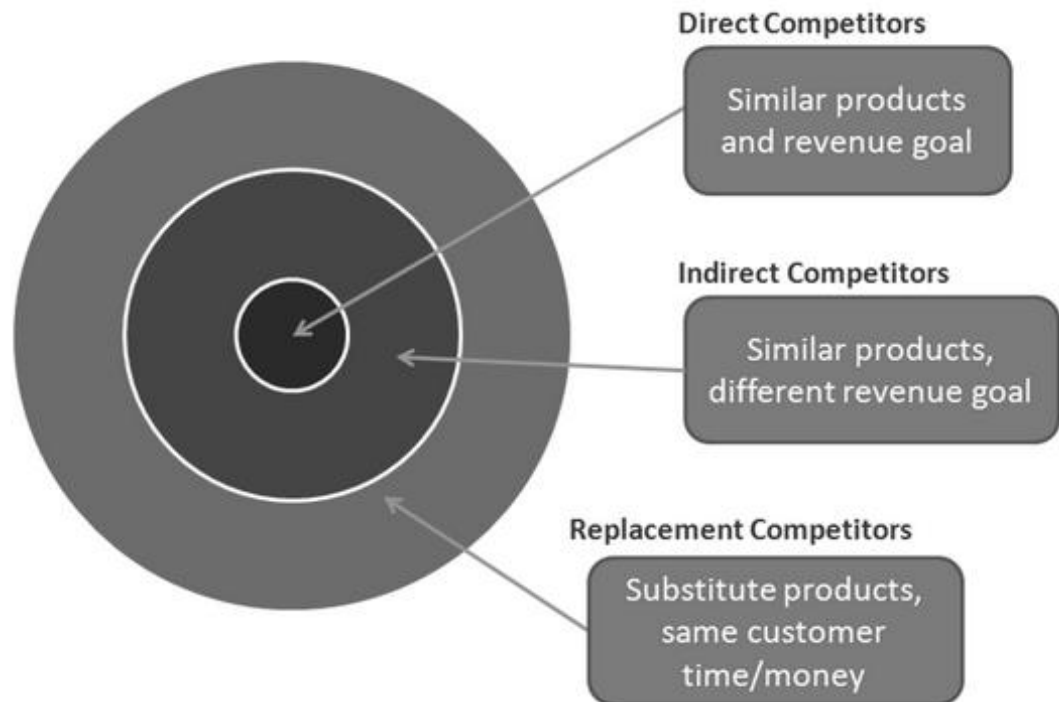 Direct Competitors
Similar products
and revenue goal
Indirect Competitors
Similar products,
different revenue goal
Replacement Competitors
Substitute products,
same customer
time/money